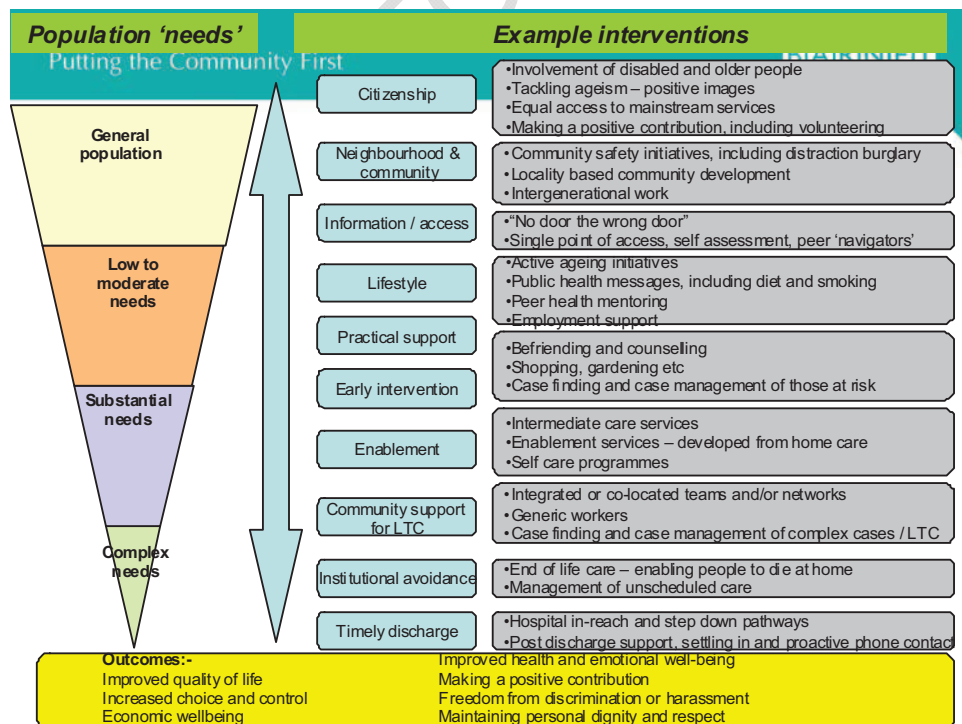 Population ‘needs’
Example interventions
Putting the Community First
General
population
Low to
moderate
needs
Substantial
needs
Complex
needs
Citizenship
•Involvement of disabled and older people
•Tackling ageism – positive images
•Equal access to mainstream services
•Making a positive contribution, including volunteering
Neighbourhood &
community
•Community safety initiatives, including distraction burglary
•Locality based community development
•Intergenerational work
Information / access
•“No door the wrong door”
•Single point of access, self assessment, peer ‘navigators’
Lifestyle
•Active ageing initiatives
•Public health messages, including diet and smoking
•Peer health mentoring
•Employment support
Practical support
Early intervention
•Befriending and counselling
•Shopping, gardening etc
•Case finding and case management of those at risk
Enablement
•Intermediate care services
•Enablement services – developed from home care
•Self care programmes
Community support
for LTC
•Integrated or co-located teams and/or networks
•Generic workers
•Case finding and case management of complex cases / LTC
Institutional avoidance
•End of life care – enabling people to die at home
•Management of unscheduled care
Timely discharge
•Hospital in-reach and step down pathways
•Post discharge support, settling in and proactive phone contact
Outcomes:-
Improved quality of life
Increased choice and control
Economic wellbeing
Improved health and emotional well-being
Making a positive contribution
Freedom from discrimination or harassment
Maintaining personal dignity and respect